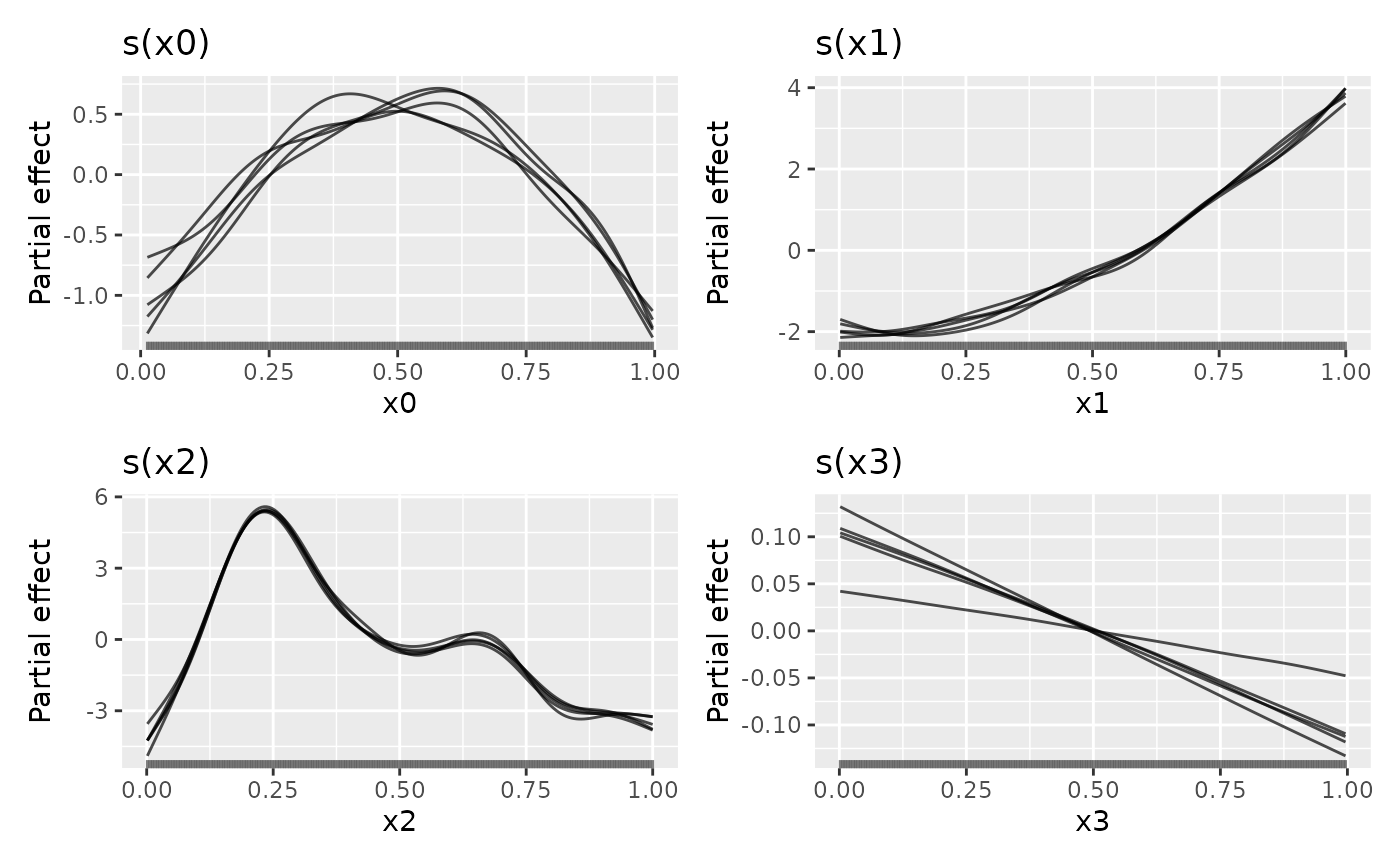 s(x0)
Partial effect
0.5
0.0
-0.5
-1.0
0.00 0.25 0.50 0.75 1.00
x0
s(x1)
Partial effect
4
2
0
-2
0.00 0.25 0.50 0.75 1.00
x1
s(x2)
Partial effect
6
3
0
-3
0.00 0.25 0.50 0.75 1.00
x2
s(x3)
Partial effect
0.10
0.05
0.00
-0.05
-0.10
0.00 0.25 0.50 0.75 1.00
x3